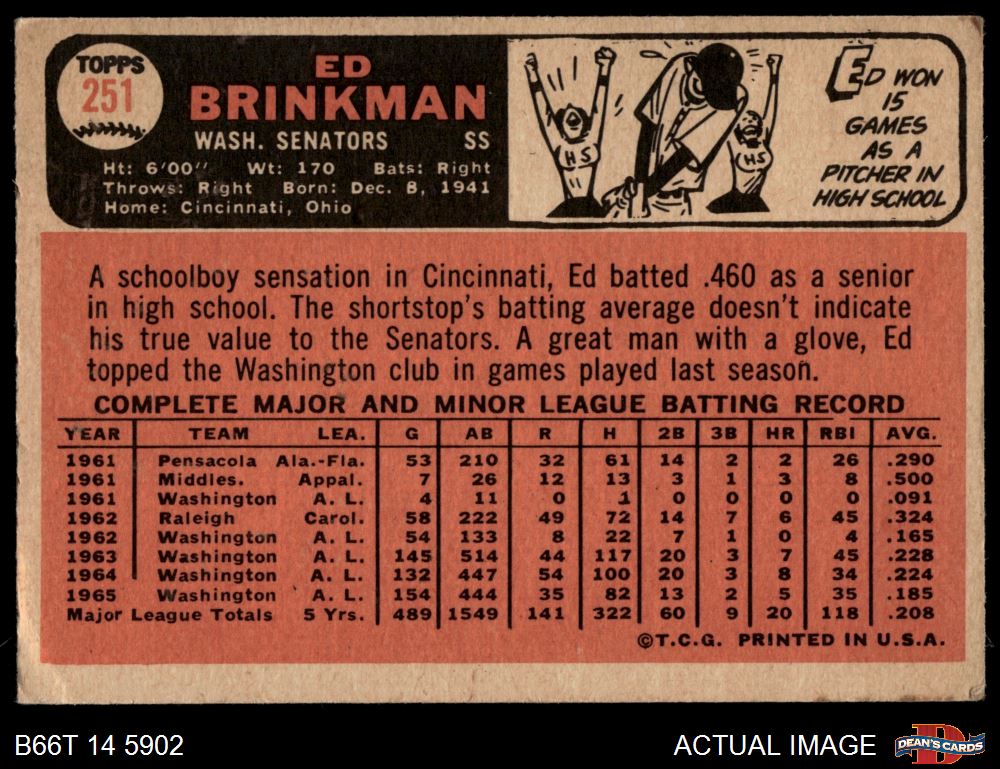 TOPPS
251
ED
BRINKMAN
WASH. SENATORS SS
Ht: 6'00" Wt: 170 Bats: Right
Throws: Right Born: Dec. 8, 1941
Home: Cincinnati, Ohio
HS
HS
ED WON
15
GAMES
AS A
PITCHER IN
HIGH SCHOOL
A schoolboy sensation in Cincinnati, Ed batted .460 as a senior
in high school. The shortstop's batting average doesn't indicate
his true value to the Senators. A great man with a glove, Ed
topped the Washington club in games played last season.
COMPLETE MAJOR AND MINOR LEAGUE BATTING RECORD
YEAR TEAM LEA. G AB R H 2B 3B HR RBI AVG.
1961 Pensacola Ala.-Fla. 53 210 32 61 14 2 2 26 .290
1961 Middles. Appal. 7 26 12 13 3 1 3 8 .500
1961 Washington A. L. 4 11 0 1 0 0 0 0 .091
1962 Raleigh Carol. 58 222 49 72 14 7 6 45 .324
1962 Washington A. L. 54 133 8 22 7 1 0 4 .165
1963 Washington A. L. 145 514 44 117 20 3 7 45 .228
1964 Washington A. L. 132 447 54 100 20 3 8 34 .224
1965 Washington A. L. 154 444 35 82 13 2 5 35 .185
Major League Totals 5 Yrs. 489 1549 141 322 60 9 20 118 .208
©T.C.G. PRINTED IN U.S.A.
B66T 14 5902
ACTUAL IMAGE
D
DEAN'S CARDS